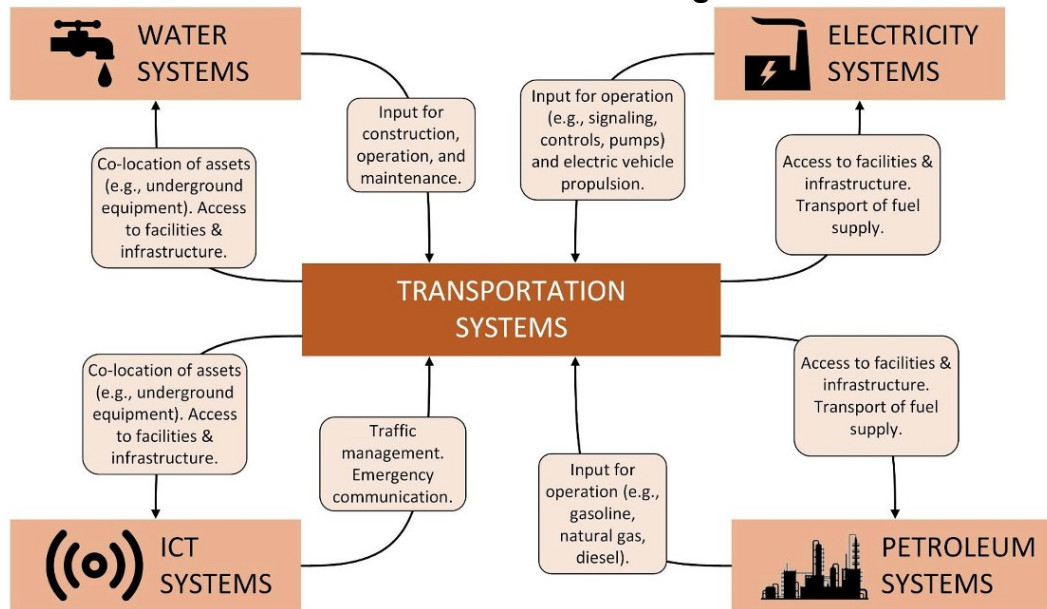 WATER
SYSTEMS
ELECTRICITY
SYSTEMS
Input for
construction,
operation, and
maintenance.
Input for operation
(e.g., signaling,
controls, pumps)
and electric vehicle
propulsion.
Co-location of assets
(e.g., underground
equipment). Access
to facilities &
infrastructure.
Access to facilities &
infrastructure.
Transport of fuel
supply.
TRANSPORTATION
SYSTEMS
Co-location of assets
(e.g., underground
equipment). Access
to facilities &
infrastructure.
Traffic
management.
Emergency
communication.
Input for
operation (e.g.,
gasoline,
natural gas,
diesel).
Access to facilities &
infrastructure.
Transport of fuel
supply.
ICT
SYSTEMS
PETROLEUM
SYSTEMS